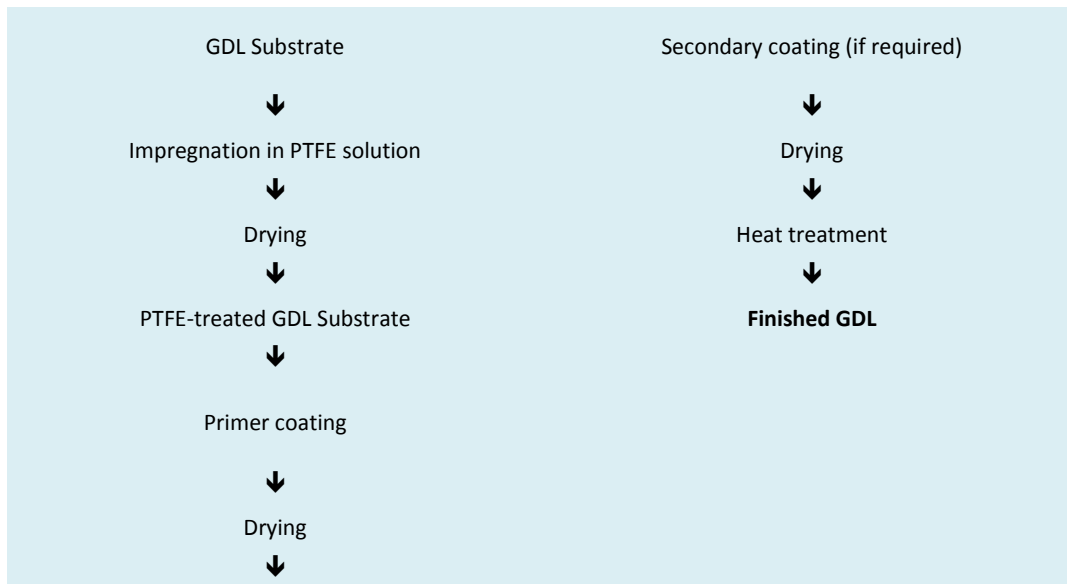 GDL Substrate
🡻
Impregnation in PTFE solution
🡻
Drying
🡻
PTFE-treated GDL Substrate
🡻
Primer coating
🡻
Drying
🡻
Secondary coating (if required)
🡻
Drying
🡻
Heat treatment
🡻
Finished GDL